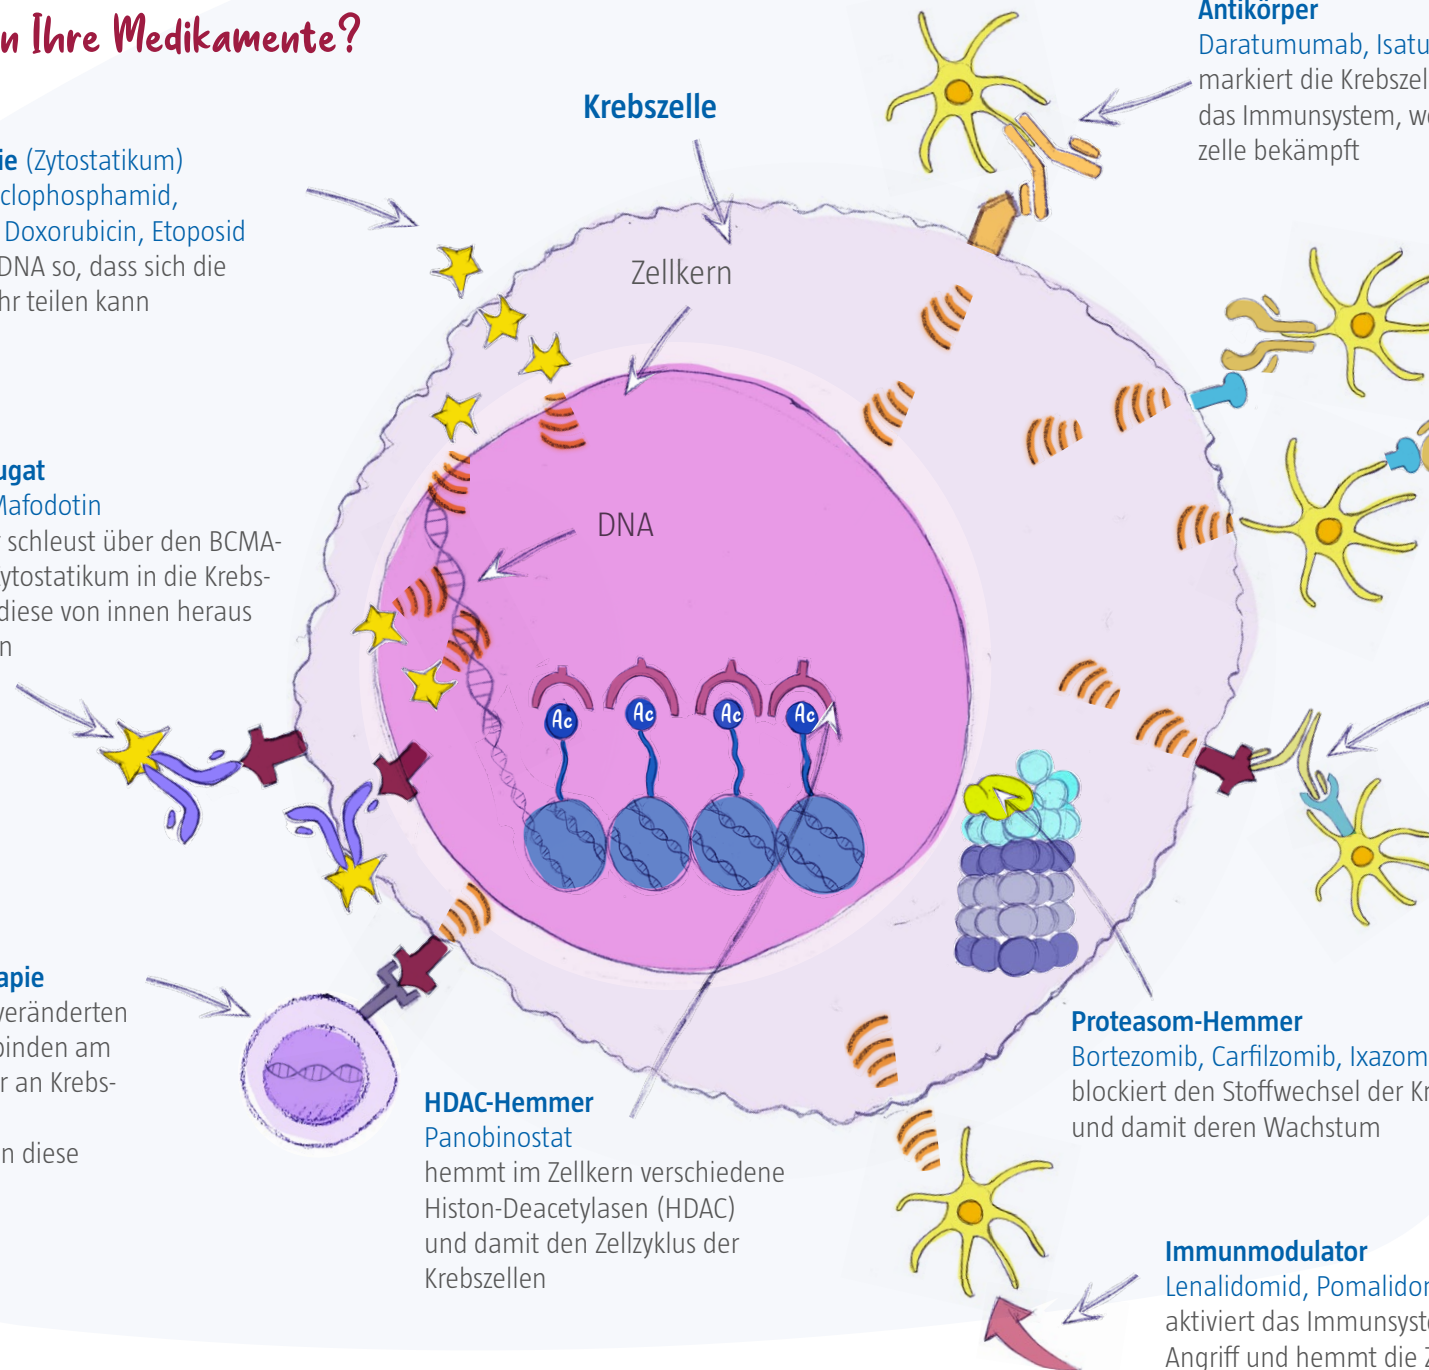 n Ihre Medikamente?
Antikörper
Daratumumab, Isatu
markiert die Krebszel
das Immunsystem, w
zelle bekämpft
Krebszelle
ie (Zytostatikum)
clophosphamid,
Doxorubicin, Etoposid
DNA so, dass sich die
hr teilen kann
Zellkern
ugat
Mafodotin
r schleust über den BCMA-
ytostatikum in die Krebs-
diese von innen heraus
n
DNA
Ac
Ac
Ac
Ac
apie
veränderten
binden am
r an Krebs-
n diese
HDAC-Hemmer
Panobinostat
hemmt im Zellkern verschiedene
Histon-Deacetylasen (HDAC)
und damit den Zellzyklus der
Krebszellen
Proteasom-Hemmer
Bortezomib, Carfilzomib, Ixazom
blockiert den Stoffwechsel der Kr
und damit deren Wachstum
Immunmodulator
Lenalidomid, Pomalido
aktiviert das Immunsyst
Angriff und hemmt die Z